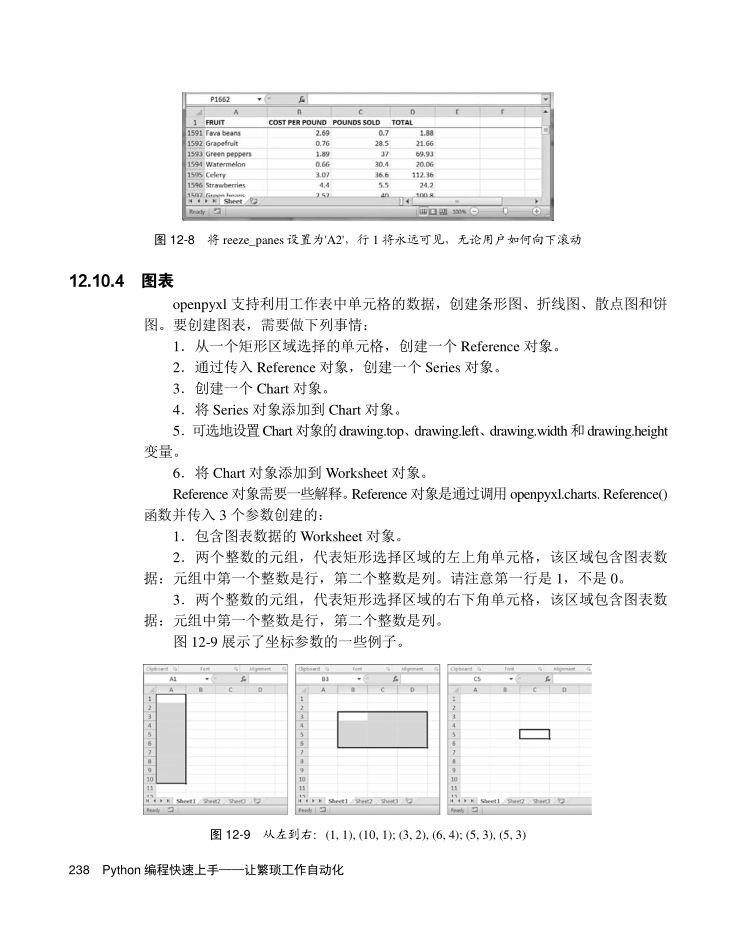 P1662
A B C D E F
1 FRUIT COST PER POUND POUNDS SOLD TOTAL
1591 Fava beans 2.69 0.7 1.88
1592 Grapefruit 0.76 28.5 21.66
1593 Green peppers 1.89 37 69.93
1594 Watermelon 0.66 30.4 20.06
1595 Celery 3.07 36.6 112.36
1596 Strawberries 4.4 5.5 24.2
1597 Green beans 2.52 40 100.8
Sheet
Ready 100%
图 12-8 将 reeze_panes 设置为'A2'，行 1 将永远可见，无论用户如何向下滚动
12.10.4 图表
openpyxl 支持利用工作表中单元格的数据，创建条形图、折线图、散点图和饼
图。要创建图表，需要做下列事情：
1．从一个矩形区域选择的单元格，创建一个 Reference 对象。
2．通过传入 Reference 对象，创建一个 Series 对象。
3．创建一个 Chart 对象。
4．将 Series 对象添加到 Chart 对象。
5．可选地设置 Chart 对象的 drawing.top、drawing.left、drawing.width 和 drawing.height
变量。
6．将 Chart 对象添加到 Worksheet 对象。
Reference 对象需要一些解释。Reference 对象是通过调用 openpyxl.charts. Reference()
函数并传入 3 个参数创建的：
1．包含图表数据的 Worksheet 对象。
2．两个整数的元组，代表矩形选择区域的左上角单元格，该区域包含图表数
据：元组中第一个整数是行，第二个整数是列。请注意第一行是 1，不是 0。
3．两个整数的元组，代表矩形选择区域的右下角单元格，该区域包含图表数
据：元组中第一个整数是行，第二个整数是列。
图 12-9 展示了坐标参数的一些例子。
Clipboard Font Alignment
A1
A B C D
1
2
3
4
5
6
7
8
9
10
11
Sheet1 Sheet2 Sheet3
Ready
Clipboard Font Alignment
B3
A B C D
1
2
3
4
5
6
7
8
9
10
11
Sheet1 Sheet2 Sheet3
Ready
Clipboard Font Alignment
C5
A B C D
1
2
3
4
5
6
7
8
9
10
11
Sheet1 Sheet2 Sheet3
Ready
图 12-9 从左到右：(1, 1), (10, 1); (3, 2), (6, 4); (5, 3), (5, 3)
238 Python 编程快速上手——让繁琐工作自动化